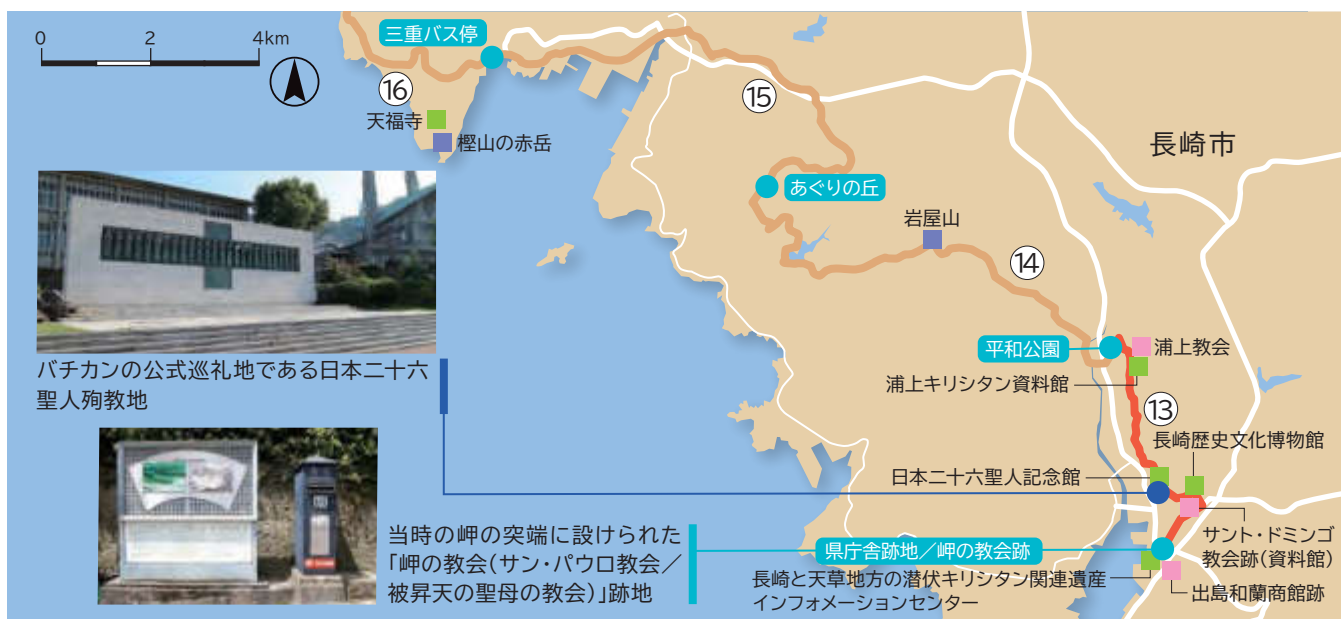 0 2 4km
三重バス停
⑯
天福寺
樫山の赤岳
⑮
長崎市
あぐりの丘
岩屋山
⑭
平和公園
浦上教会
浦上キリシタン資料館
⑬
長崎歴史文化博物館
日本二十六聖人記念館
サント・ドミンゴ
教会跡(資料館)
県庁舎跡地/岬の教会跡
長崎と天草地方の潜伏キリシタン関連遺産
インフォメーションセンター
出島和蘭商館跡
バチカンの公式巡礼地である日本二十六
聖人殉教地
当時の岬の突端に設けられた
「岬の教会(サン・パウロ教会/
被昇天の聖母の教会)」跡地